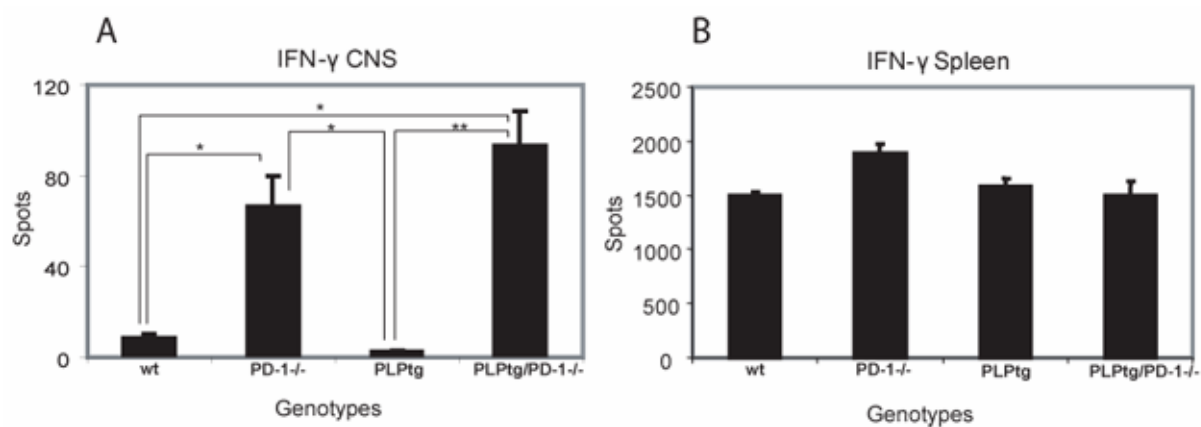 A
IFN-γ CNS
120
80
40
0
Spots
*
*
*
**
wt
PD-1-/-
PLPtg
PLPtg/PD-1-/-
Genotypes
B
IFN-γ Spleen
2500
2000
1500
1000
500
0
Spots
wt
PD-1-/-
PLPtg
PLPtg/PD-1-/-
Genotypes